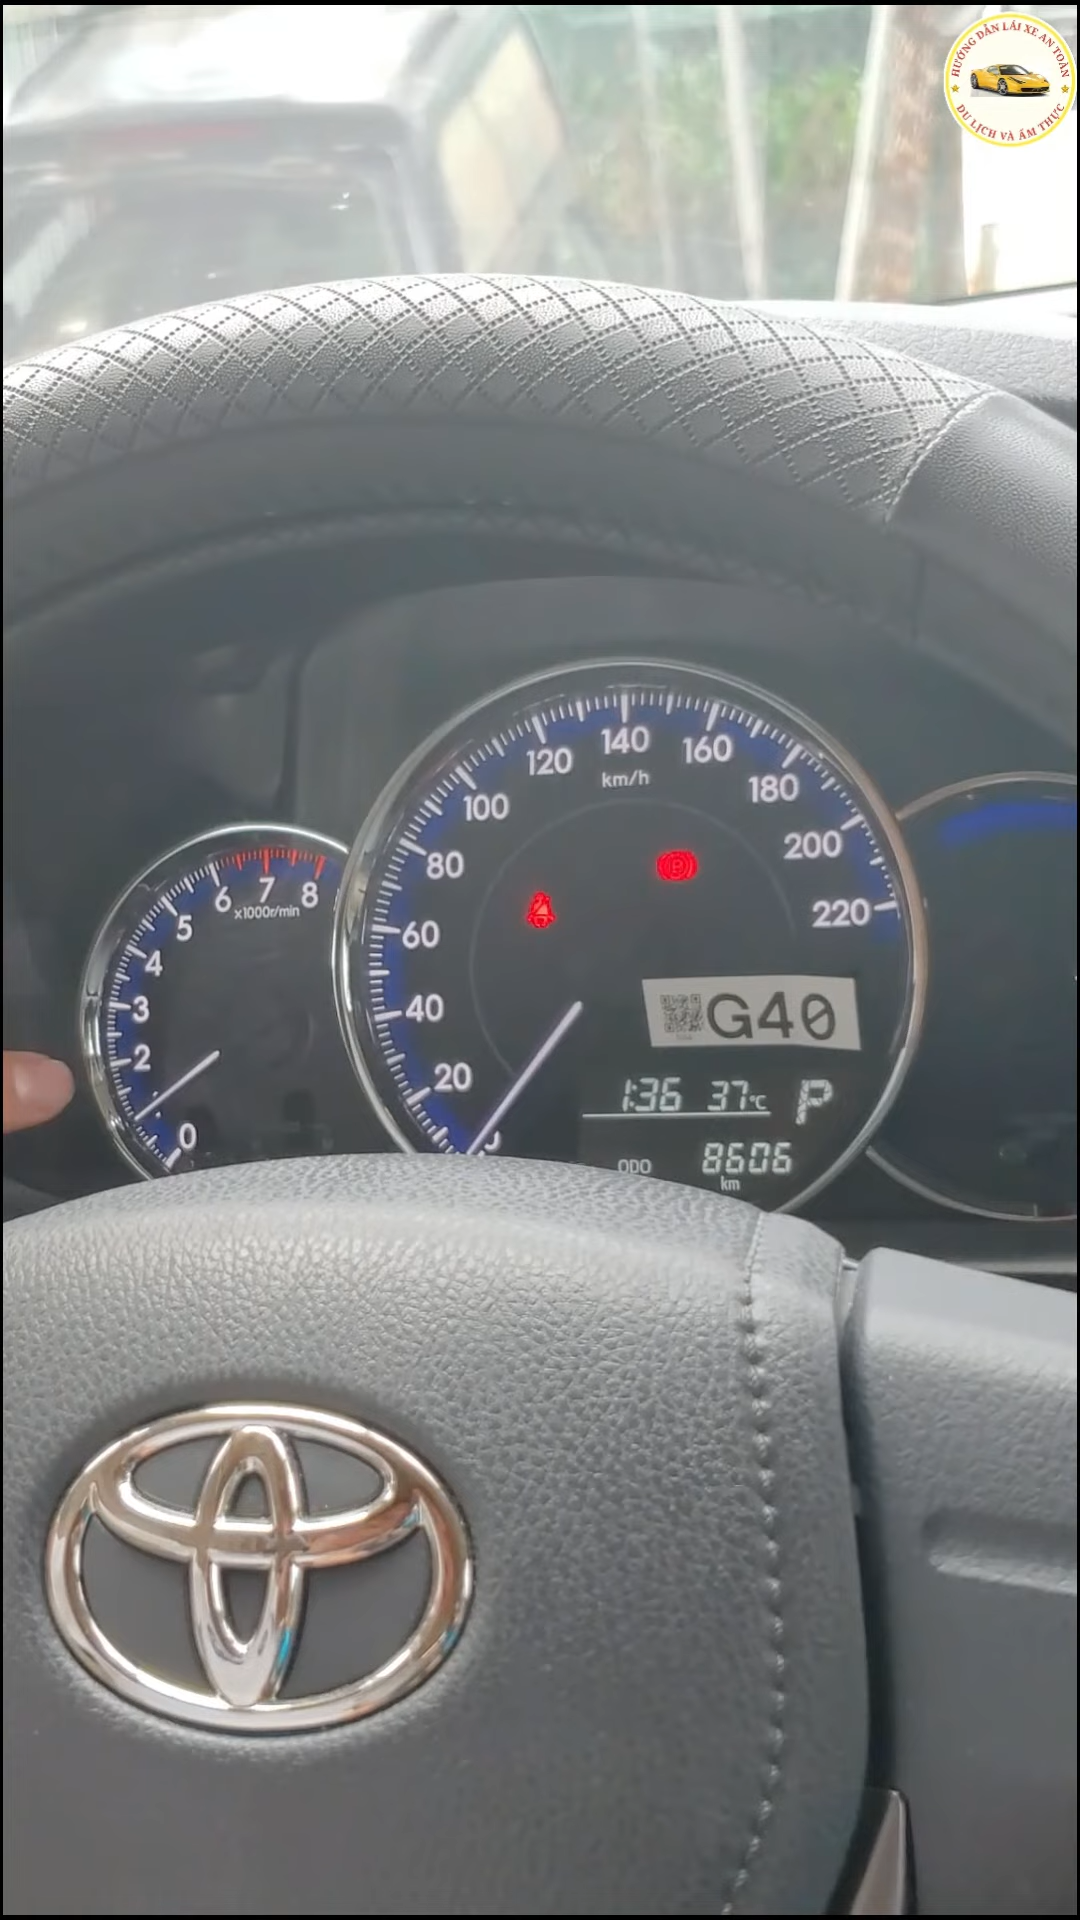 HƯỚNG DẪN LÁI XE AN TOÀN
DU LỊCH VÀ ẨM THỰC
0
2
3
4
5
6
7
8
x1000r/min
20
40
60
80
100
120
140
160
180
200
220
km/h
P
G40
1:36 37°C P
ODO 8606
km